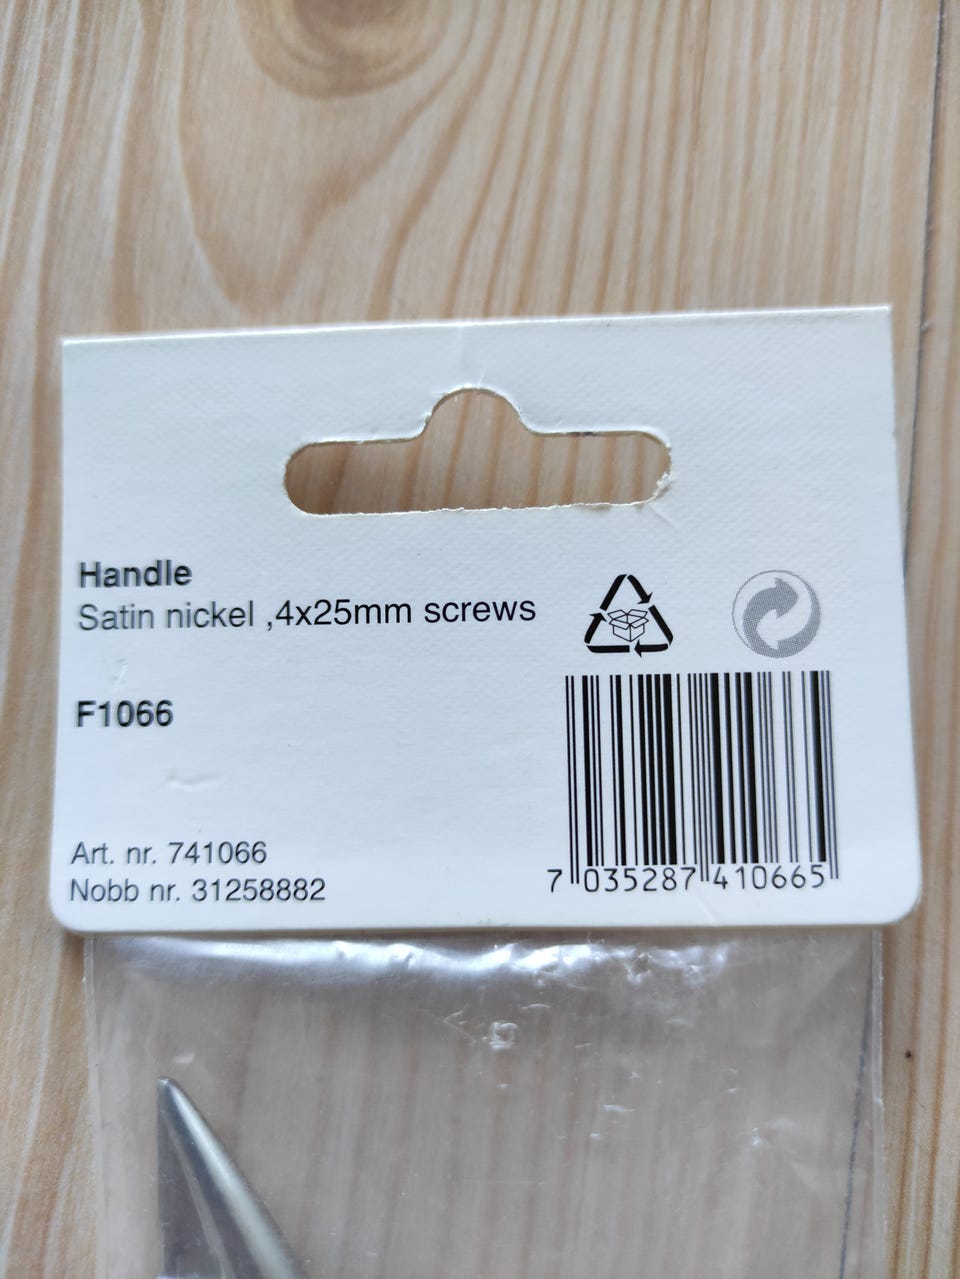 Handle
Satin nickel ,4x25mm screws
F1066
Art. nr. 741066
Nobb nr. 31258882
7 035287 410665